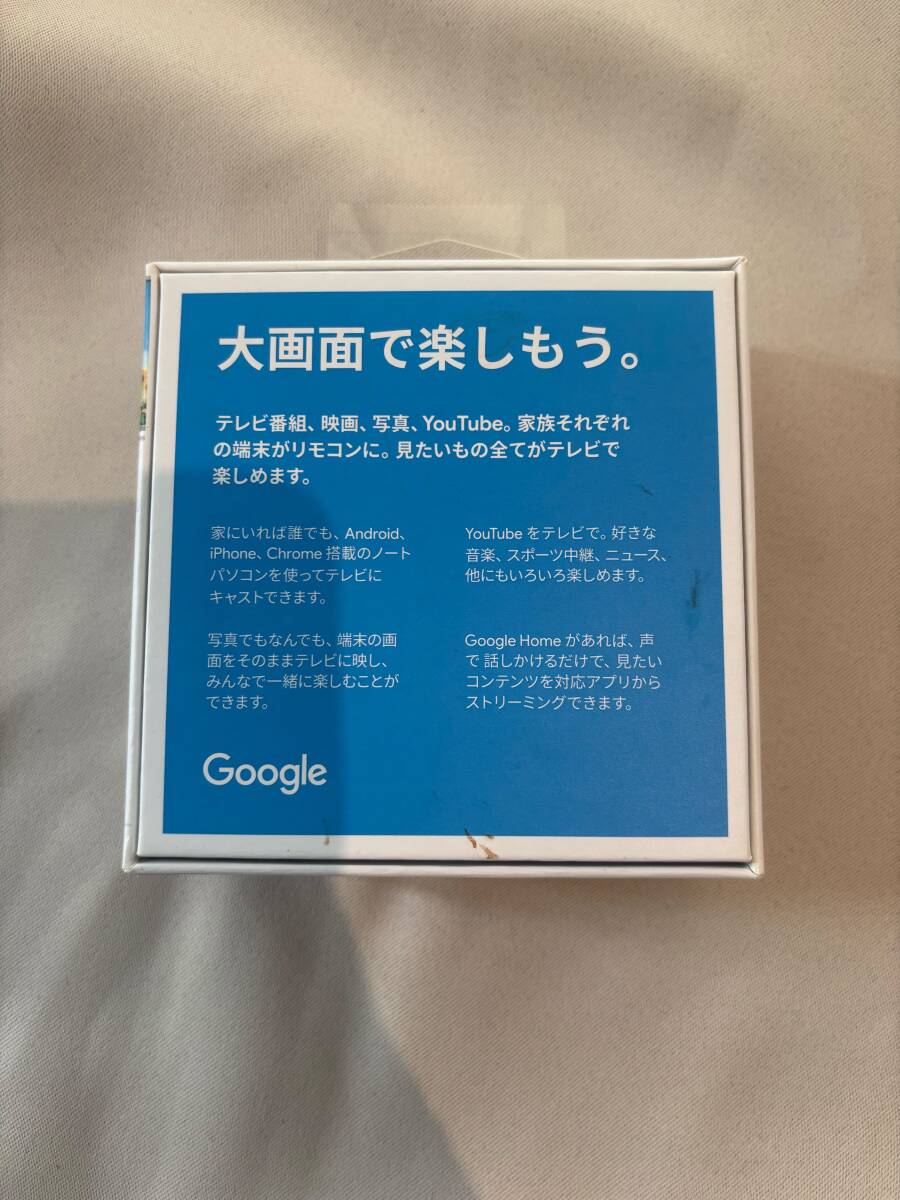 大画面で楽しもう。
テレビ番組、映画、写真、YouTube。家族それぞれ
の端末がリモコンに。見たいもの全てがテレビで
楽しめます。
家にいれば誰でも、Android、
iPhone、Chrome 搭載のノート
パソコンを使ってテレビに
キャストできます。
YouTube をテレビで。好きな
音楽、スポーツ中継、ニュース、
他にもいろいろ楽しめます。
写真でもなんでも、端末の画
面をそのままテレビに映し、
みんなで一緒に楽しむことが
できます。
Google Home があれば、声
で 話しかけるだけで、見たい
コンテンツを対応アプリから
ストリーミングできます。
Google